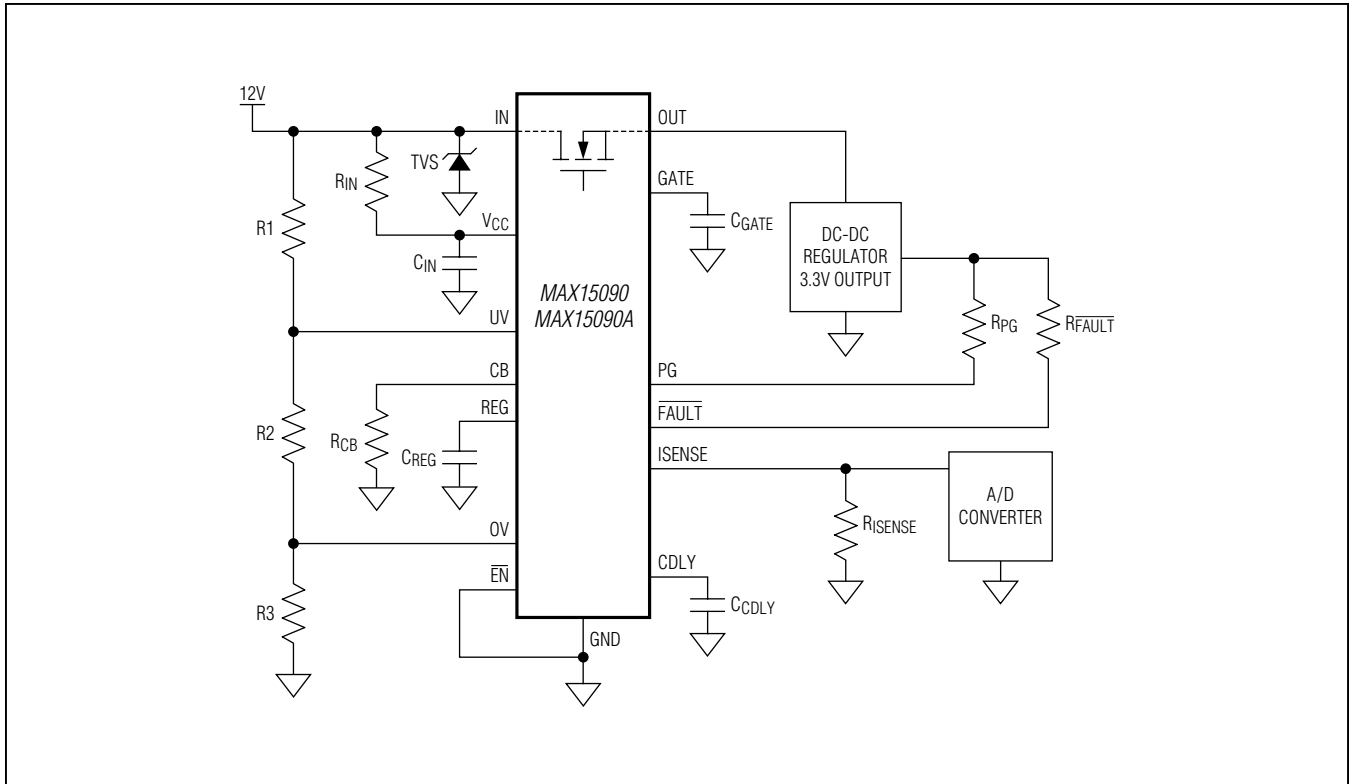 12V
IN
OUT
TVS
RIN
GATE
R1
VCC
CGATE
CIN
DC-DC
REGULATOR
3.3V OUTPUT
MAX15090
MAX15090A
UV
RPG
RFAULT
CB
PG
REG
FAULT
R2
RCB
CREG
ISENSE
A/D
CONVERTER
RISENSE
OV
CDLY
EN
CCDLY
R3
GND